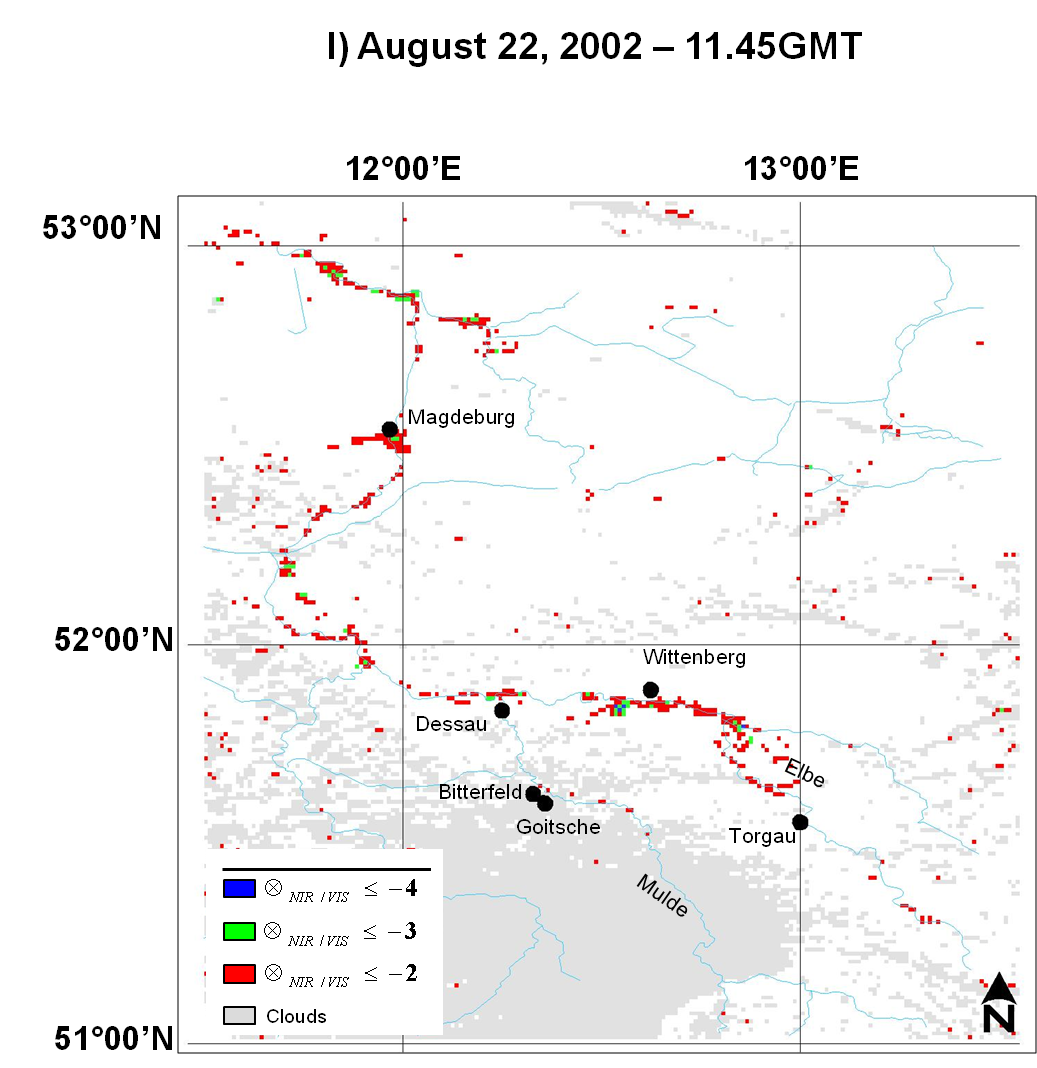 I) August 22, 2002 – 11.45GMT
12°00’E 13°00’E
53°00’N
Magdeburg
52°00’N
Wittenberg
Dessau
Elbe
Bitterfeld
Goitsche
Torgau
Mulde
⊗ NIR / VIS ≤ −4
⊗ NIR / VIS ≤ −3
⊗ NIR / VIS ≤ −2
Clouds
N
51°00’N